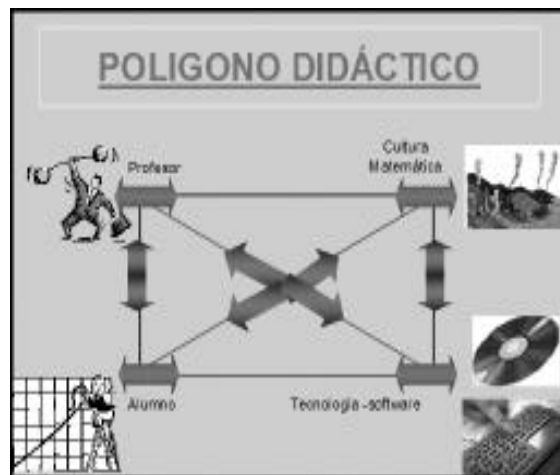 POLIGONO DIDÁCTICO
Profesor
Cultura
Matemática
Alumno
Tecnología -software